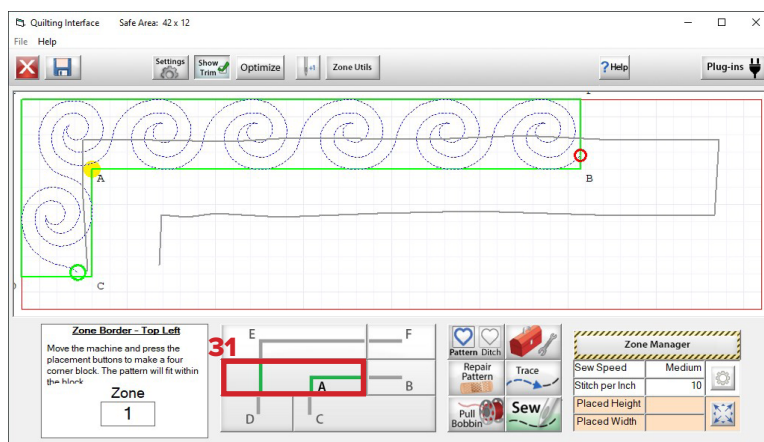 Quilting Interface Safe Area: 42 x 12
File Help
Settings
Show
Trim
Optimize
+1
Zone Utils
?Help
Plug-ins
A
B
C
Zone Border - Top Left
Move the machine and press the
placement buttons to make a four
corner block. The pattern will fit within
the block.
Zone
1
31
E
F
A
B
D
C
Pattern Ditch
Repair
Pattern
Trace
Pull
Bobbin
Sew
Zone Manager
Sew Speed Medium
Stitch per Inch 10
Placed Height
Placed Width